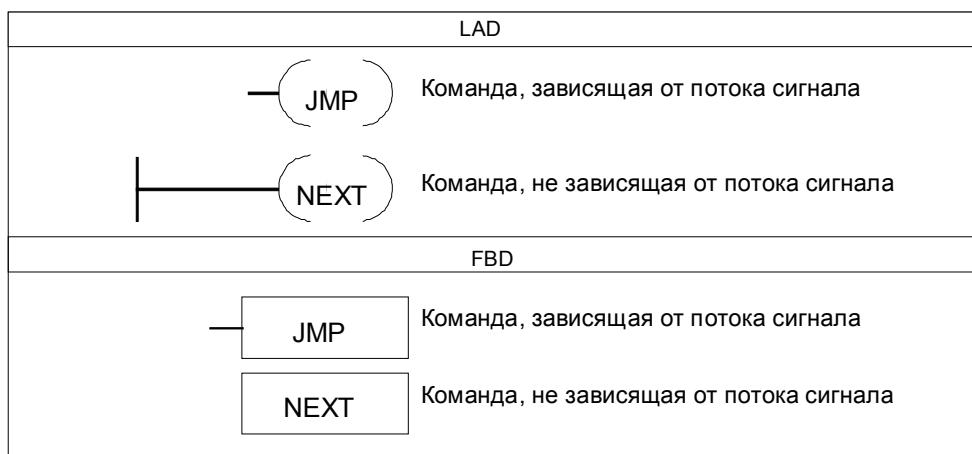 LAD
JMP Команда, зависящая от потока сигнала
NEXT Команда, не зависящая от потока сигнала
FBD
JMP Команда, зависящая от потока сигнала
NEXT Команда, не зависящая от потока сигнала